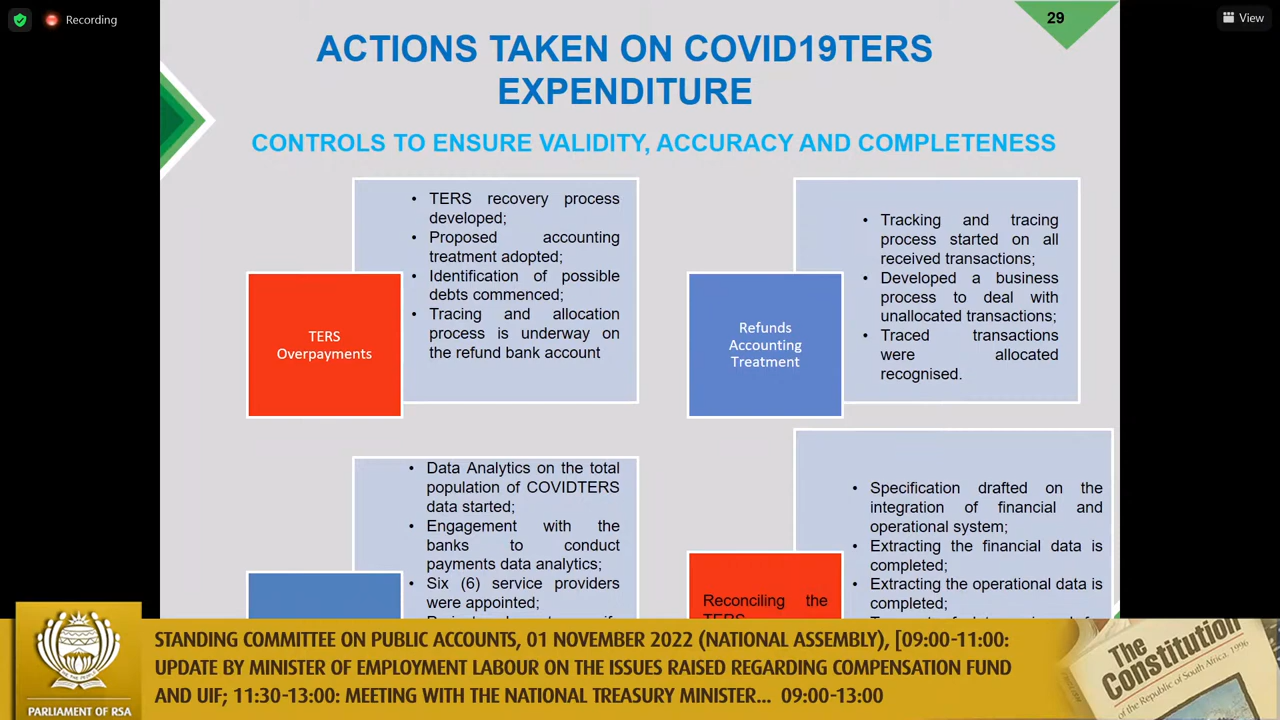 Recording
View
29
ACTIONS TAKEN ON COVID19TERS
EXPENDITURE
CONTROLS TO ENSURE VALIDITY, ACCURACY AND COMPLETENESS
TERS Overpayments
• TERS recovery process
developed;
• Proposed accounting
treatment adopted;
• Identification of possible
debts commenced;
• Tracing and allocation
process is underway on
the refund bank account
Refunds
Accounting
Treatment
• Tracking and tracing
process started on all
received transactions;
• Developed a business
process to deal with
unallocated transactions;
• Traced transactions
were allocated
recognised.
• Data Analytics on the total
population of COVIDTERS
data started;
• Engagement with the
banks to conduct
payments data analytics;
• Six (6) service providers
were appointed;
Reconciling the
TERS
• Specification drafted on the
integration of financial and
operational system;
• Extracting the financial data is
completed;
• Extracting the operational data is
completed;
STANDING COMMITTEE ON PUBLIC ACCOUNTS, 01 NOVEMBER 2022 (NATIONAL ASSEMBLY), [09:00-11:00:
UPDATE BY MINISTER OF EMPLOYMENT LABOUR ON THE ISSUES RAISED REGARDING COMPENSATION FUND
AND UIF; 11:30-13:00: MEETING WITH THE NATIONAL TREASURY MINISTER... 09:00-13:00
PARLIAMENT OF RSA
The
Constitution
of the Republic of South Africa, 1996